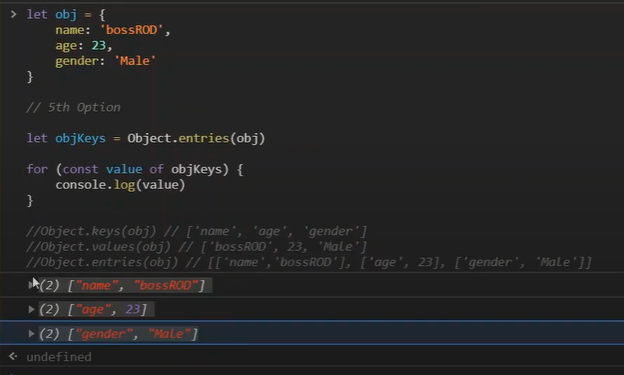 let obj = {
    name: 'bossROD',
    age: 23,
    gender: 'Male'
}
// 5th Option
let objKeys = Object.entries(obj)
for (const value of objKeys) {
    console.log(value)
}
//Object.keys(obj) // ['name', 'age', 'gender']
//Object.values(obj) // ['bossROD', 23, 'Male']
//Object.entries(obj) // [['name','bossROD'], ['age', 23], ['gender', 'Male']]
(2) ["name", "bossROD"]
(2) ["age", 23]
(2) ["gender", "Male"]
undefined